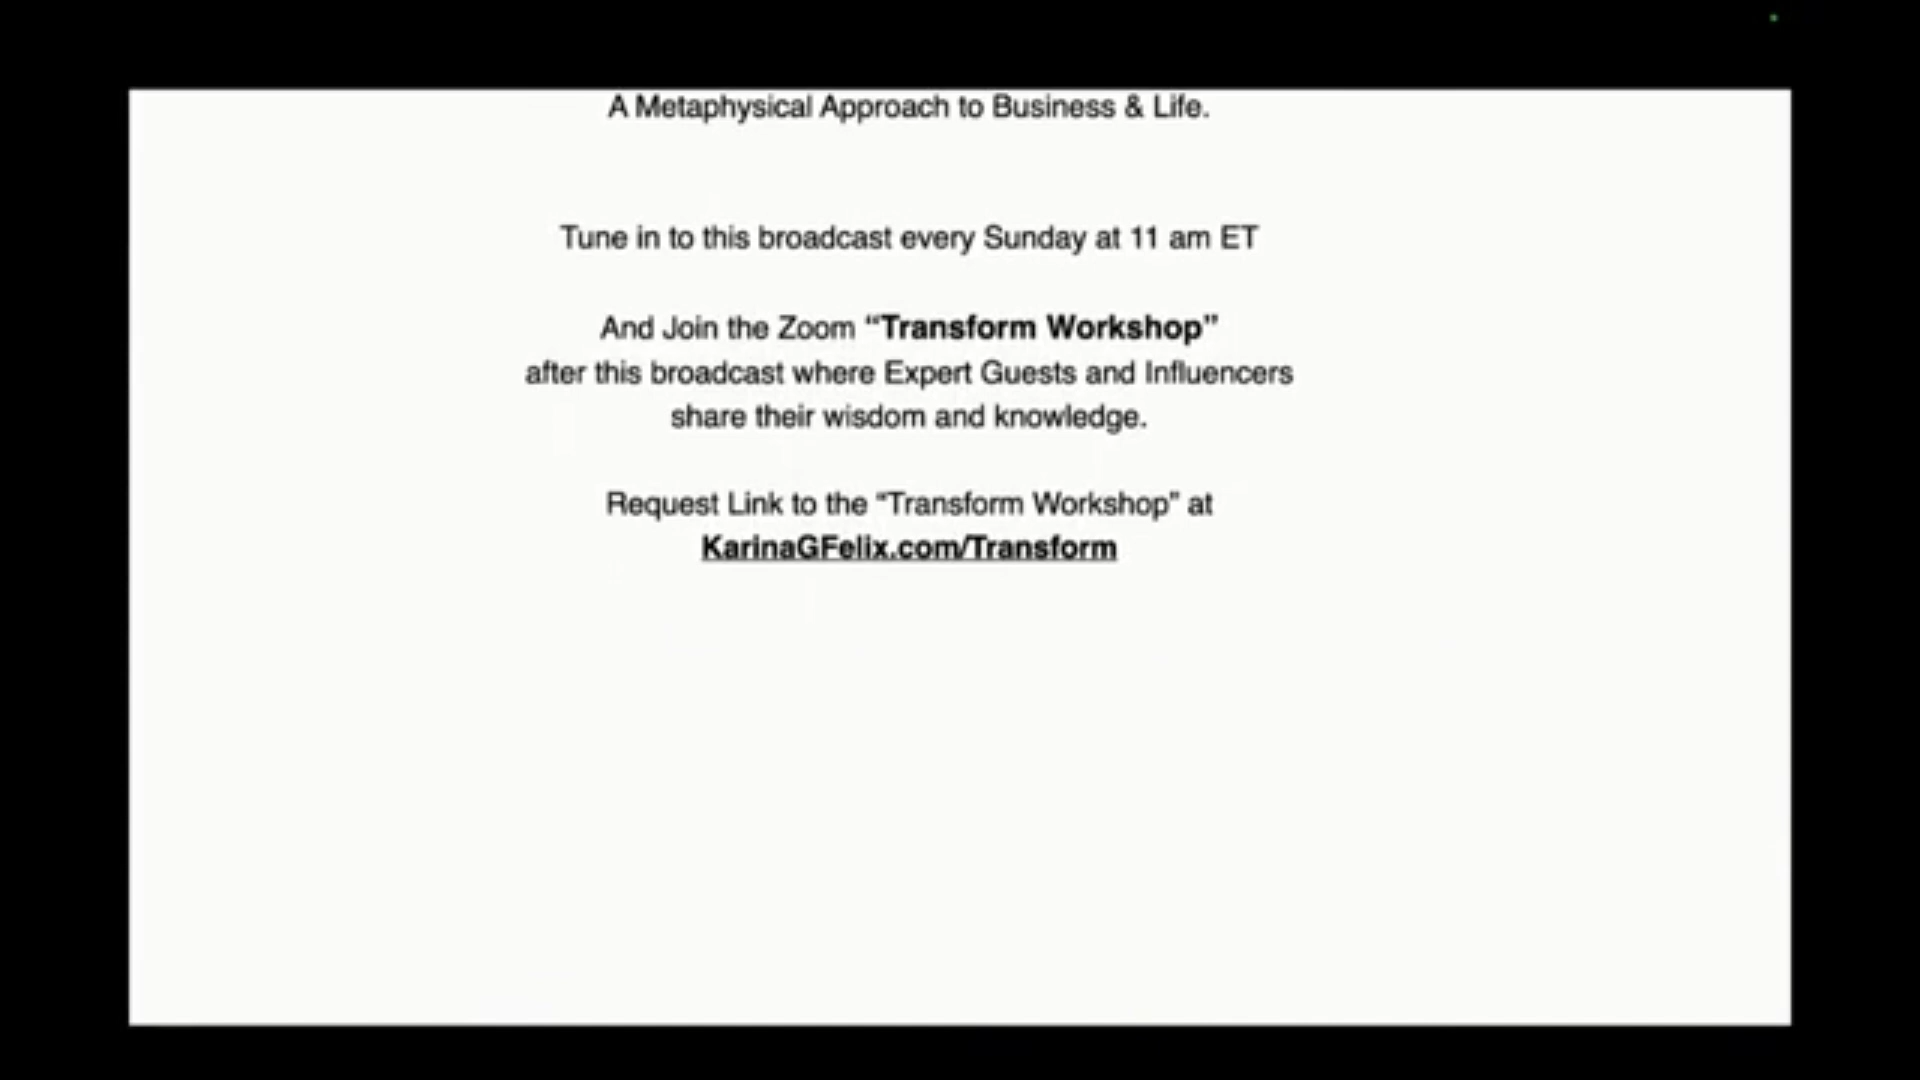 A Metaphysical Approach to Business & Life.
Tune in to this broadcast every Sunday at 11 am ET
And Join the Zoom “Transform Workshop”
after this broadcast where Expert Guests and Influencers
share their wisdom and knowledge.
Request Link to the “Transform Workshop” at
KarinaGFelix.com/Transform